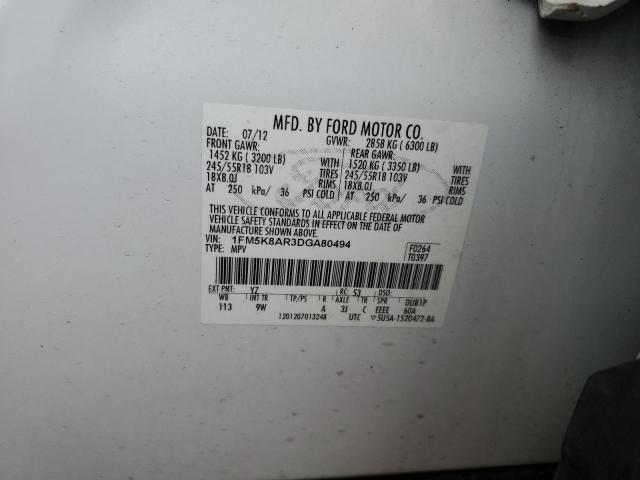 MFD. BY FORD MOTOR CO.
DATE: 07/12 GVWR: 2858 KG ( 6300 LB)
FRONT GAWR: REAR GAWR:
1452 KG ( 3200 LB) WITH 1520 KG ( 3350 LB) WITH
245/55R18 103V TIRES 245/55R18 103V TIRES
18X8.0J RIMS 18X8.0J RIMS
AT 250 kPa/ 36 PSI COLD AT 250 kPa/ 36 PSI COLD
THIS VEHICLE CONFORMS TO ALL APPLICABLE FEDERAL MOTOR
VEHICLE SAFETY STANDARDS IN EFFECT ON THE DATE OF
MANUFACTURE SHOWN ABOVE.
VIN: 1FM5K8AR3DGA80494 F0264
TYPE: MPV T0397
EXT PNT: YZ RC: 53 DSO:
WB INT TR TP/PS R AXLE TR SPR DUB1P
113 9W A 3J C EEEE 60A
1201207013248 UTC 5U5A-1520472-BA